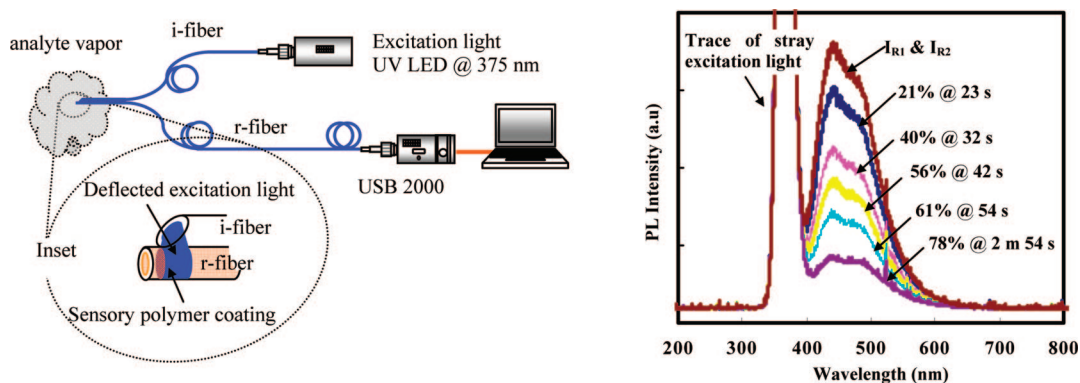 i-fiber
analyte vapor
Excitation light
UV LED @ 375 nm
r-fiber
USB 2000
Deflected excitation light
i-fiber
Inset
r-fiber
Sensory polymer coating
PL Intensity (a.u)
Trace of stray
excitation light
I_R1 & I_R2
21% @ 23 s
40% @ 32 s
56% @ 42 s
61% @ 54 s
78% @ 2 m 54 s
200 300 400 500 600 700 800
Wavelength (nm)